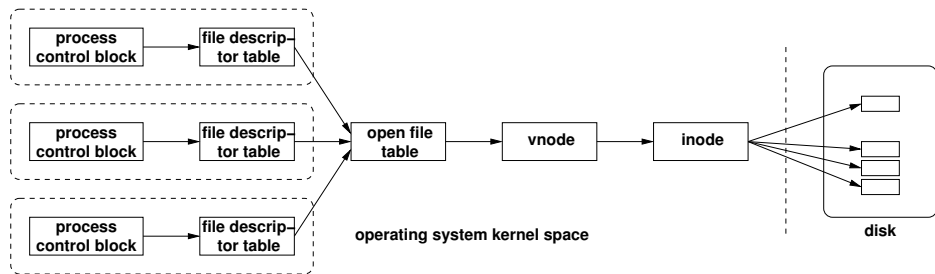 process
control block
file descrip–
tor table
process
control block
file descrip–
tor table
open file
table
vnode
inode
process
control block
file descrip–
tor table
operating system kernel space
disk